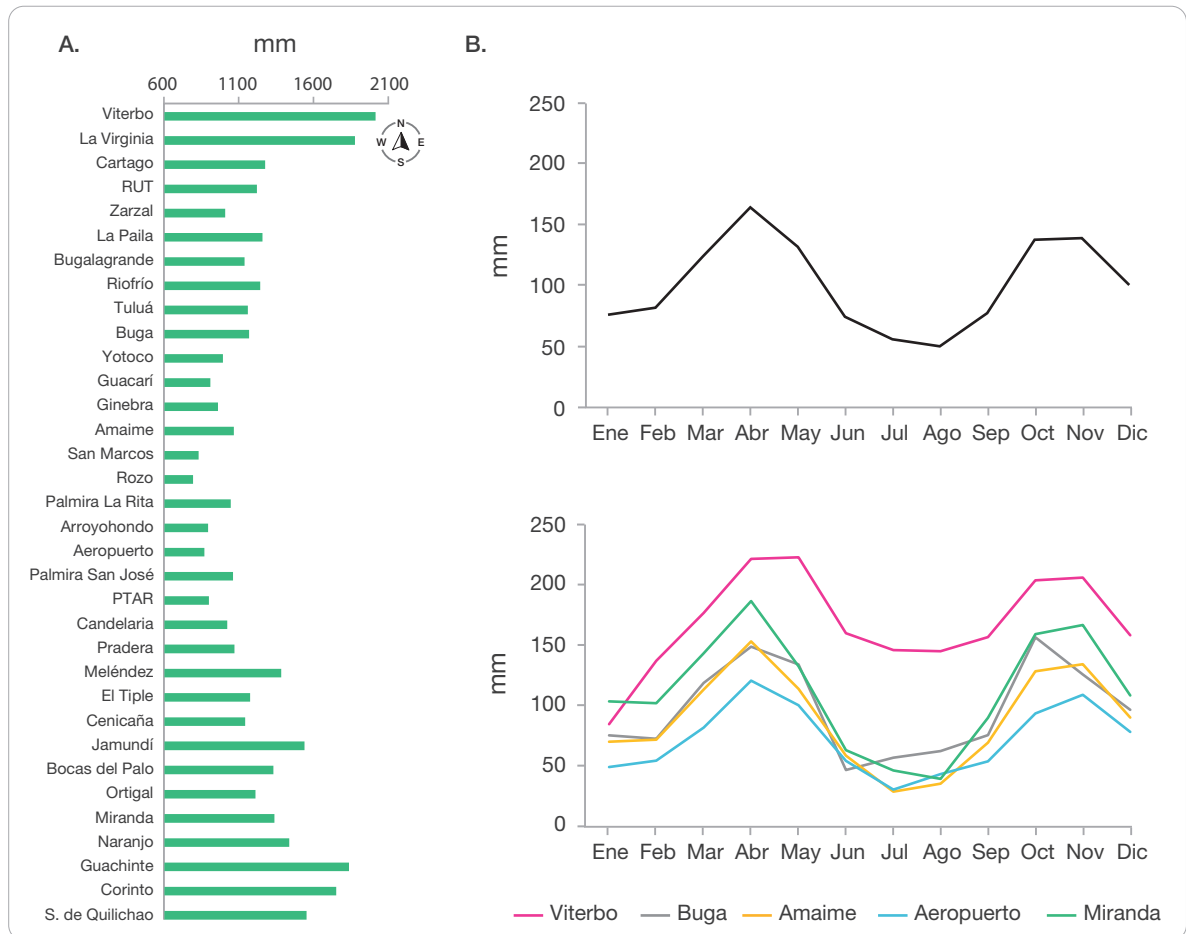 A.
mm
600 1100 1600 2100
Viterbo
La Virginia
Cartago
RUT
Zarzal
La Paila
Bugalagrande
Riofrío
Tuluá
Buga
Yotoco
Guacarí
Ginebra
Amaime
San Marcos
Rozo
Palmira La Rita
Arroyohondo
Aeropuerto
Palmira San José
PTAR
Candelaria
Pradera
Meléndez
El Tiple
Cenicaña
Jamundí
Bocas del Palo
Ortigal
Miranda
Naranjo
Guachinte
Corinto
S. de Quilichao
N
W E
S
B.
mm
250
200
150
100
50
0
Ene Feb Mar Abr May Jun Jul Ago Sep Oct Nov Dic
mm
250
200
150
100
50
0
Ene Feb Mar Abr May Jun Jul Ago Sep Oct Nov Dic
Viterbo Buga Amaime Aeropuerto Miranda